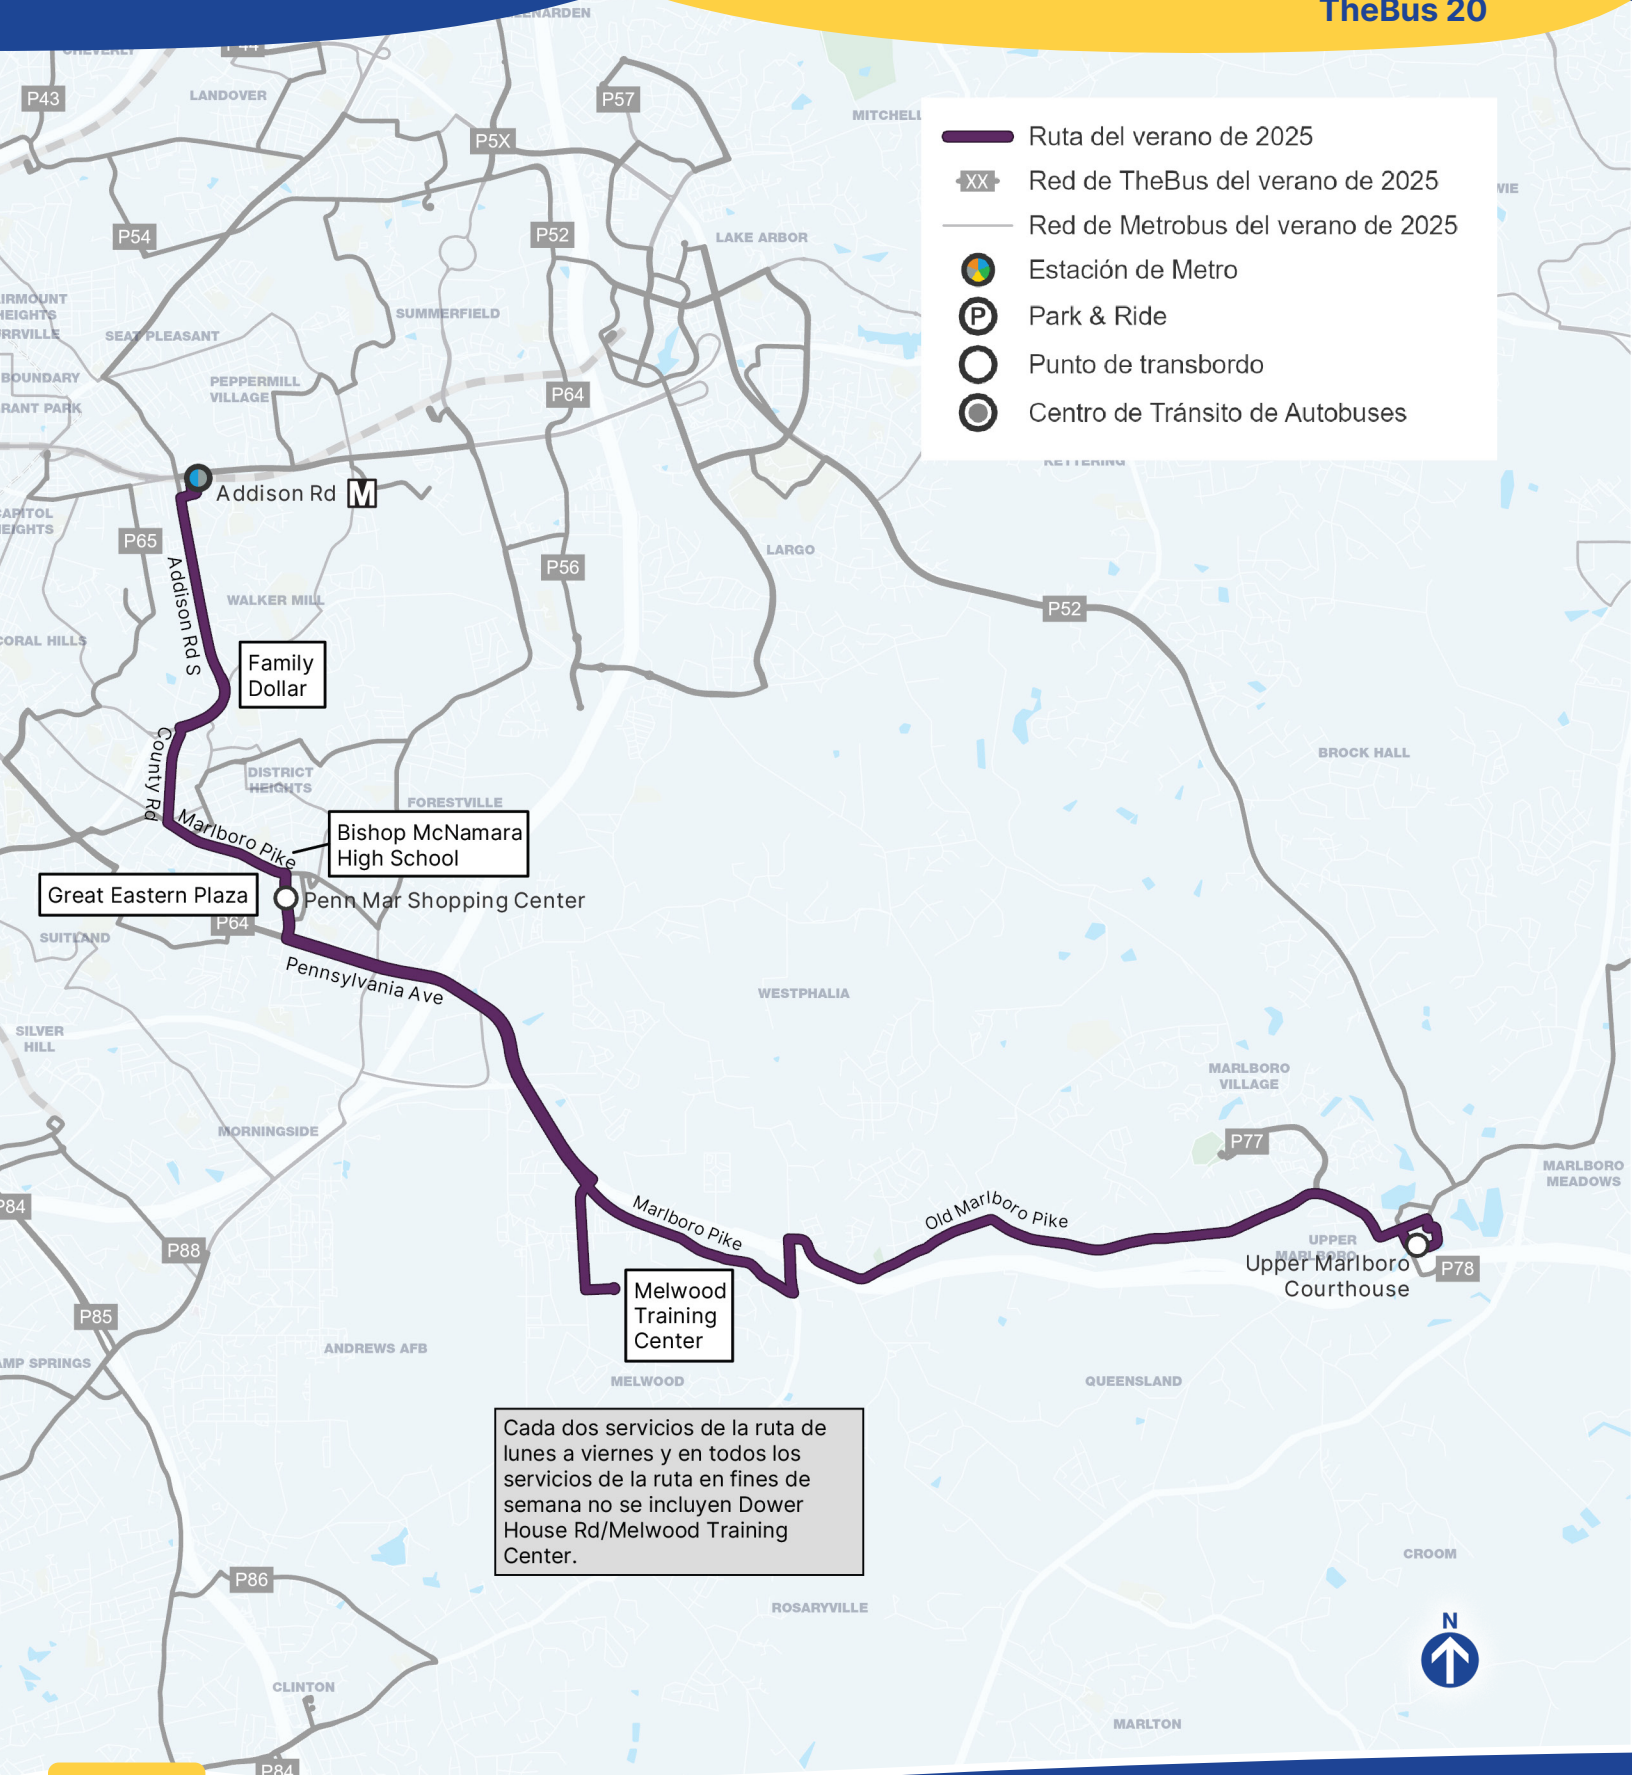 TheBus 20
LANDOVER
P43
P57
P5X
P54
P52
LAKE ARBOR
Ruta del verano de 2025
XX
Red de TheBus del verano de 2025
Red de Metrobus del verano de 2025
Estación de Metro
P
Park & Ride
Punto de transbordo
Centro de Tránsito de Autobuses
SUMMERFIELD
SEAT PLEASANT
BOUNDARY
PEPPERMILL
VILLAGE
P64
Addison Rd
M
P65
LARGO
P56
P52
Addison Rd S
WALKER MILL
Family
Dollar
County Rd
BROCK HALL
DISTRICT
HEIGHTS
FORESTVILLE
Marlboro Pike
Bishop McNamara
High School
Great Eastern Plaza
Penn Mar Shopping Center
P64
SUITLAND
Pennsylvania Ave
WESTPHALIA
SILVER
HILL
MARLBORO
VILLAGE
MORNINGSIDE
P77
MARLBORO
MEADOWS
P84
P88
Marlboro Pike
Old Marlboro Pike
UPPER
MARLBORO
Upper Marlboro
Courthouse
P78
Melwood
Training
Center
P85
ANDREWS AFB
MELWOOD
QUEENSLAND
Cada dos servicios de la ruta de
lunes a viernes y en todos los
servicios de la ruta en fines de
semana no se incluyen Dower
House Rd/Melwood Training
Center.
CROOM
P86
ROSARYVILLE
N
CLINTON
MARLTON
P84